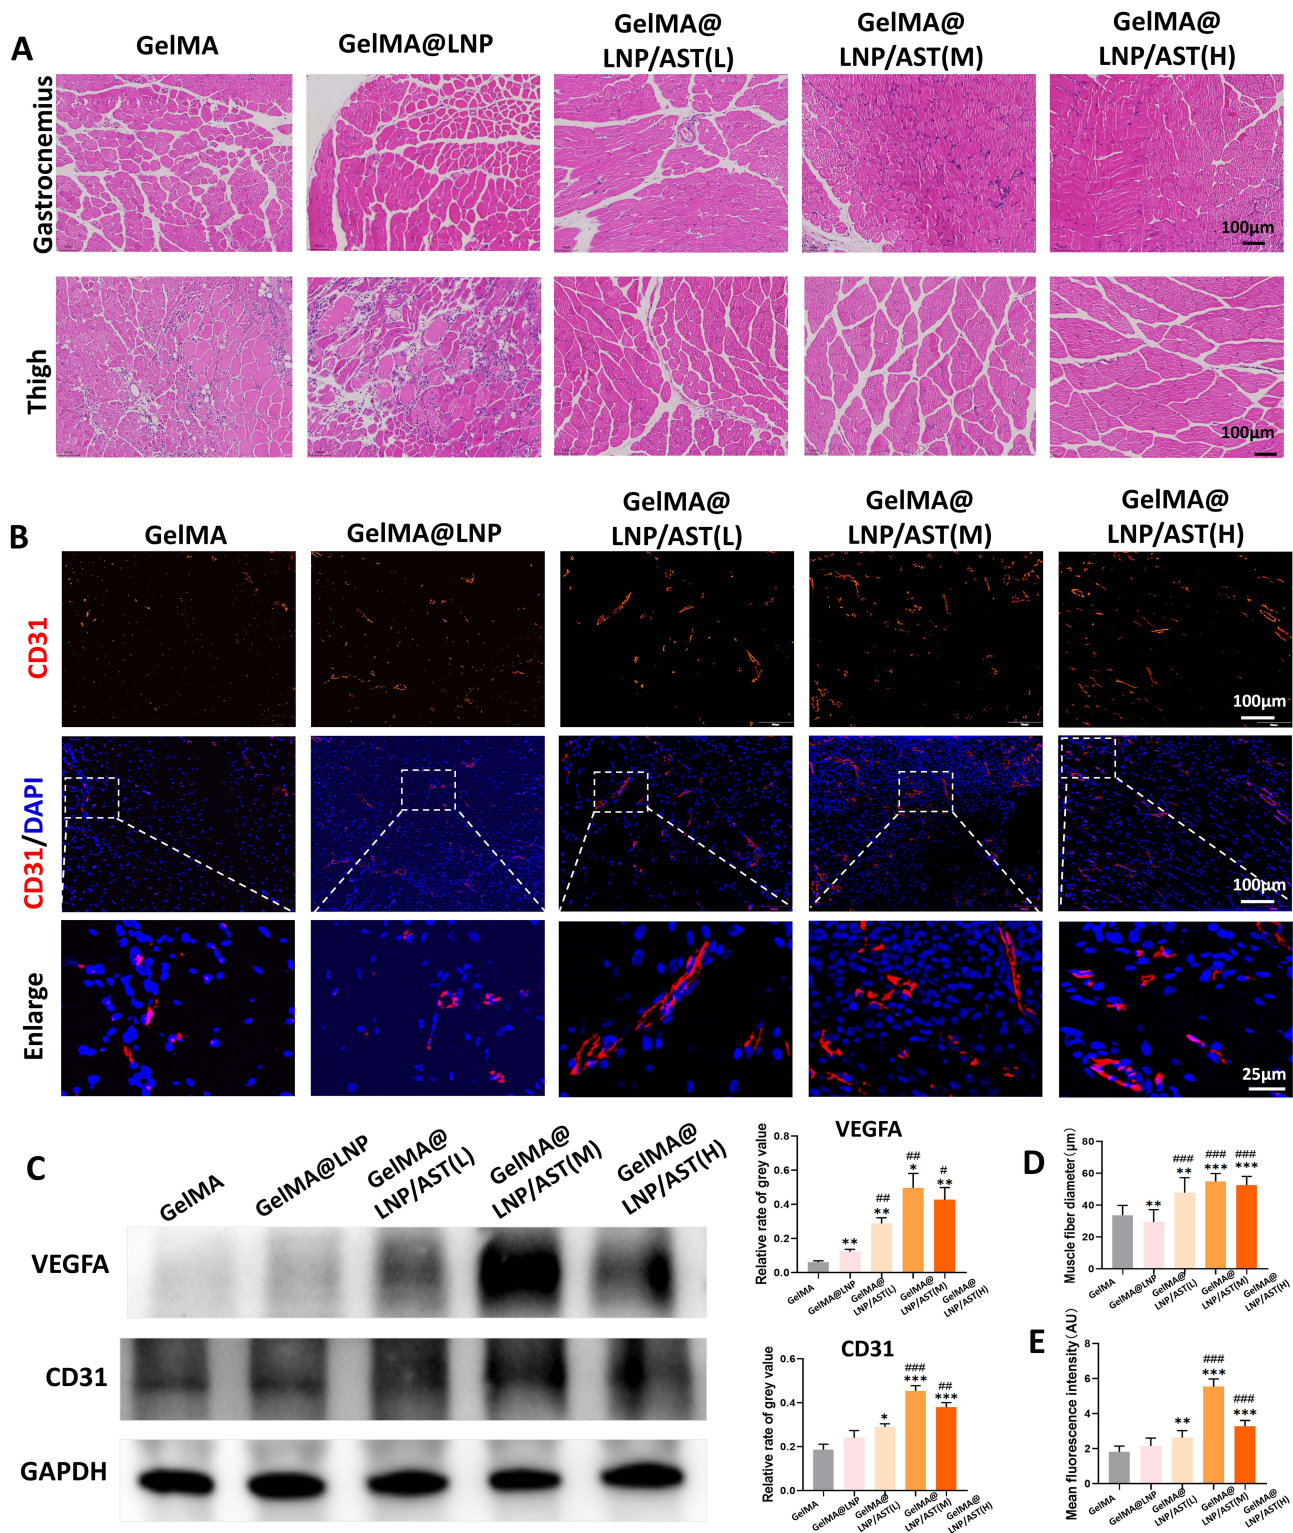 A
GelMA
GelMA@LNP
GelMA@
LNP/AST(L)
GelMA@
LNP/AST(M)
GelMA@
LNP/AST(H)
Gastrocnemius
100μm
Thigh
100μm
B
GelMA
GelMA@LNP
GelMA@
LNP/AST(L)
GelMA@
LNP/AST(M)
GelMA@
LNP/AST(H)
CD31
100μm
CD31/DAPI
100μm
Enlarge
25μm
C
GelMA
GelMA@LNP
GelMA@
LNP/AST(L)
GelMA@
LNP/AST(M)
GelMA@
LNP/AST(H)
VEGFA
CD31
GAPDH
VEGFA
Relative rate of grey value
0.8
0.6
0.4
0.2
0.0
**
##
**
##
*
#
**
GelMA
GelMA@LNP
GelMA@
LNP/AST(L)
GelMA@
LNP/AST(M)
GelMA@
LNP/AST(H)
CD31
Relative rate of grey value
0.6
0.4
0.2
0.0
*
###
***
##
***
GelMA
GelMA@LNP
GelMA@
LNP/AST(L)
GelMA@
LNP/AST(M)
GelMA@
LNP/AST(H)
D
Muscle fiber diameter(μm)
80
60
40
20
0
**
###
**
###
***
###
***
GelMA
GelMA@LNP
GelMA@
LNP/AST(L)
GelMA@
LNP/AST(M)
GelMA@
LNP/AST(H)
E
Mean fluorescence intensity(AU)
8
6
4
2
0
**
###
***
###
***
GelMA
GelMA@LNP
GelMA@
LNP/AST(L)
GelMA@
LNP/AST(M)
GelMA@
LNP/AST(H)